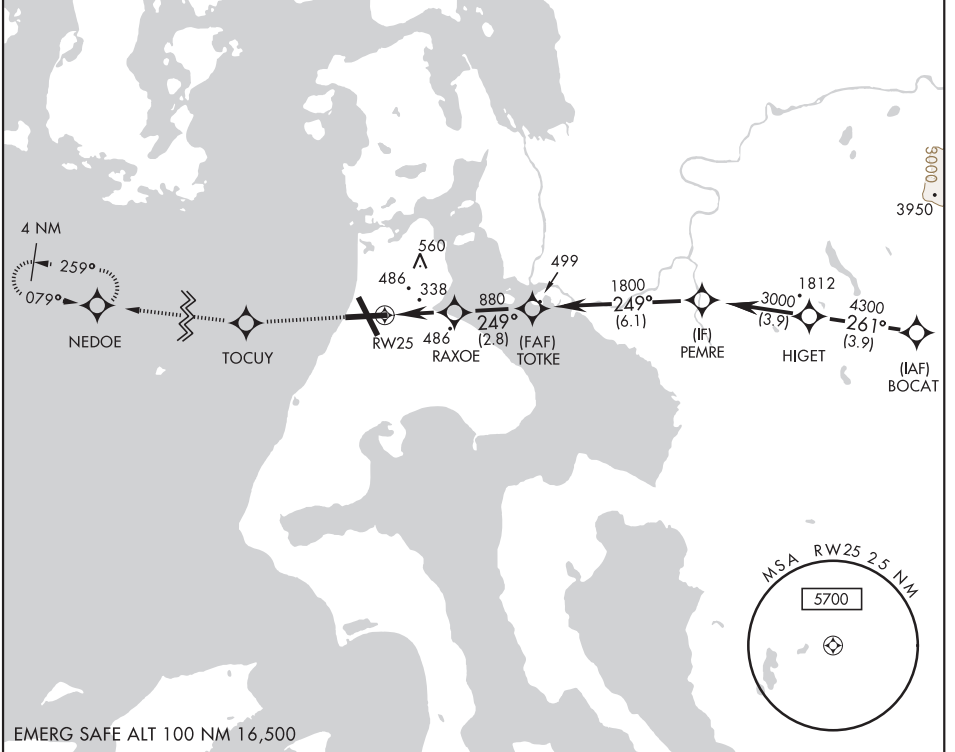 3000
3950
4 NM
259°
079°
NEDOE
TOCUY
560
486
338
RW25
486
RAXOE
880
249°
(2.8)
499
(FAF)
TOTKE
1800
249°
(6.1)
(IF)
PEMRE
1812
3000
(3.9)
HIGET
4300
261°
(3.9)
(IAF)
BOCAT
MSA RW25 25 NM
5700
EMERG SAFE ALT 100 NM 16,500